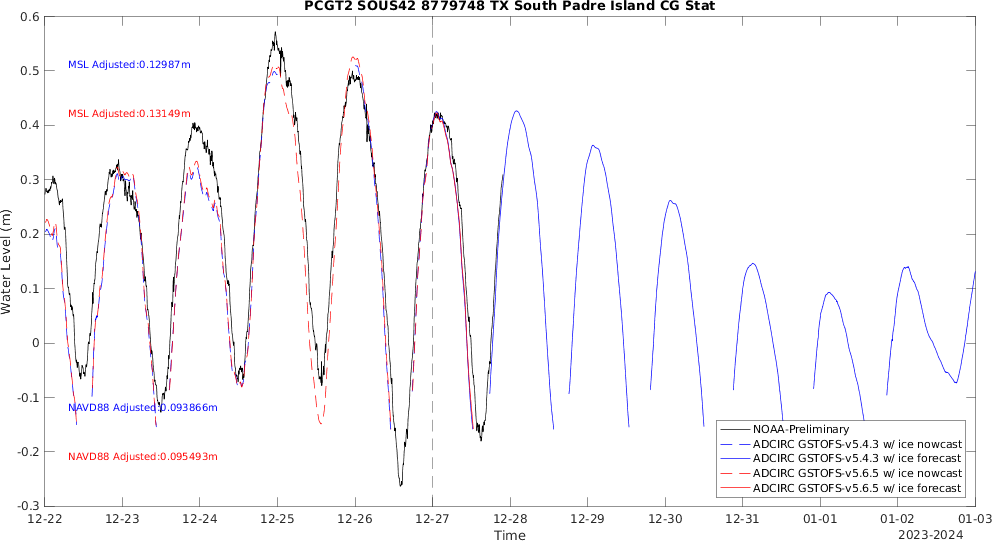 PCGT2 SOUS42 8779748 TX South Padre Island CG Stat
0.6
0.5
0.4
0.3
0.2
0.1
0
-0.1
-0.2
-0.3
Water Level (m)
MSL Adjusted:0.12987m
MSL Adjusted:0.13149m
NAVD88 Adjusted:0.093866m
NAVD88 Adjusted:0.095493m
NOAA-Preliminary
ADCIRC GSTOFS-v5.4.3 w/ ice nowcast
ADCIRC GSTOFS-v5.4.3 w/ ice forecast
ADCIRC GSTOFS-v5.6.5 w/ ice nowcast
ADCIRC GSTOFS-v5.6.5 w/ ice forecast
12-22 12-23 12-24 12-25 12-26 12-27 12-28 12-29 12-30 12-31 01-01 01-02 01-03
Time
2023-2024